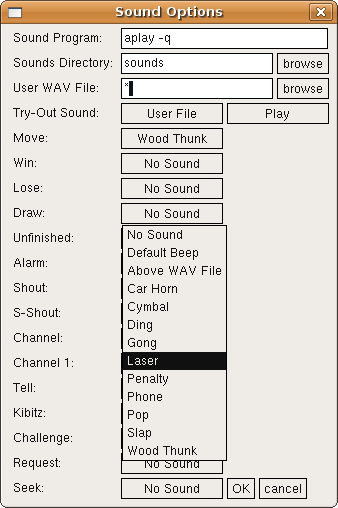 Sound Options
Sound Program: aplay -q
Sounds Directory: sounds browse
User WAV File: * browse
Try-Out Sound: User File Play
Move: Wood Thunk
Win: No Sound
Lose: No Sound
Draw: No Sound
Unfinished: No Sound
Default Beep
Alarm: Above WAV File
Shout: Car Horn
S-Shout: Cymbal
Ding
Channel: Gong
Channel 1: Laser
Tell: Penalty
Phone
Kibitz: Pop
Challenge: Slap
Wood Thunk
Request: No Sound
Seek: No Sound OK cancel